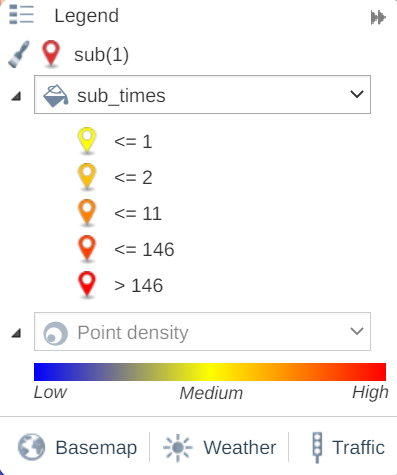 Legend
sub(1)
sub_times
<= 1
<= 2
<= 11
<= 146
> 146
Point density
Low Medium High
Basemap Weather Traffic